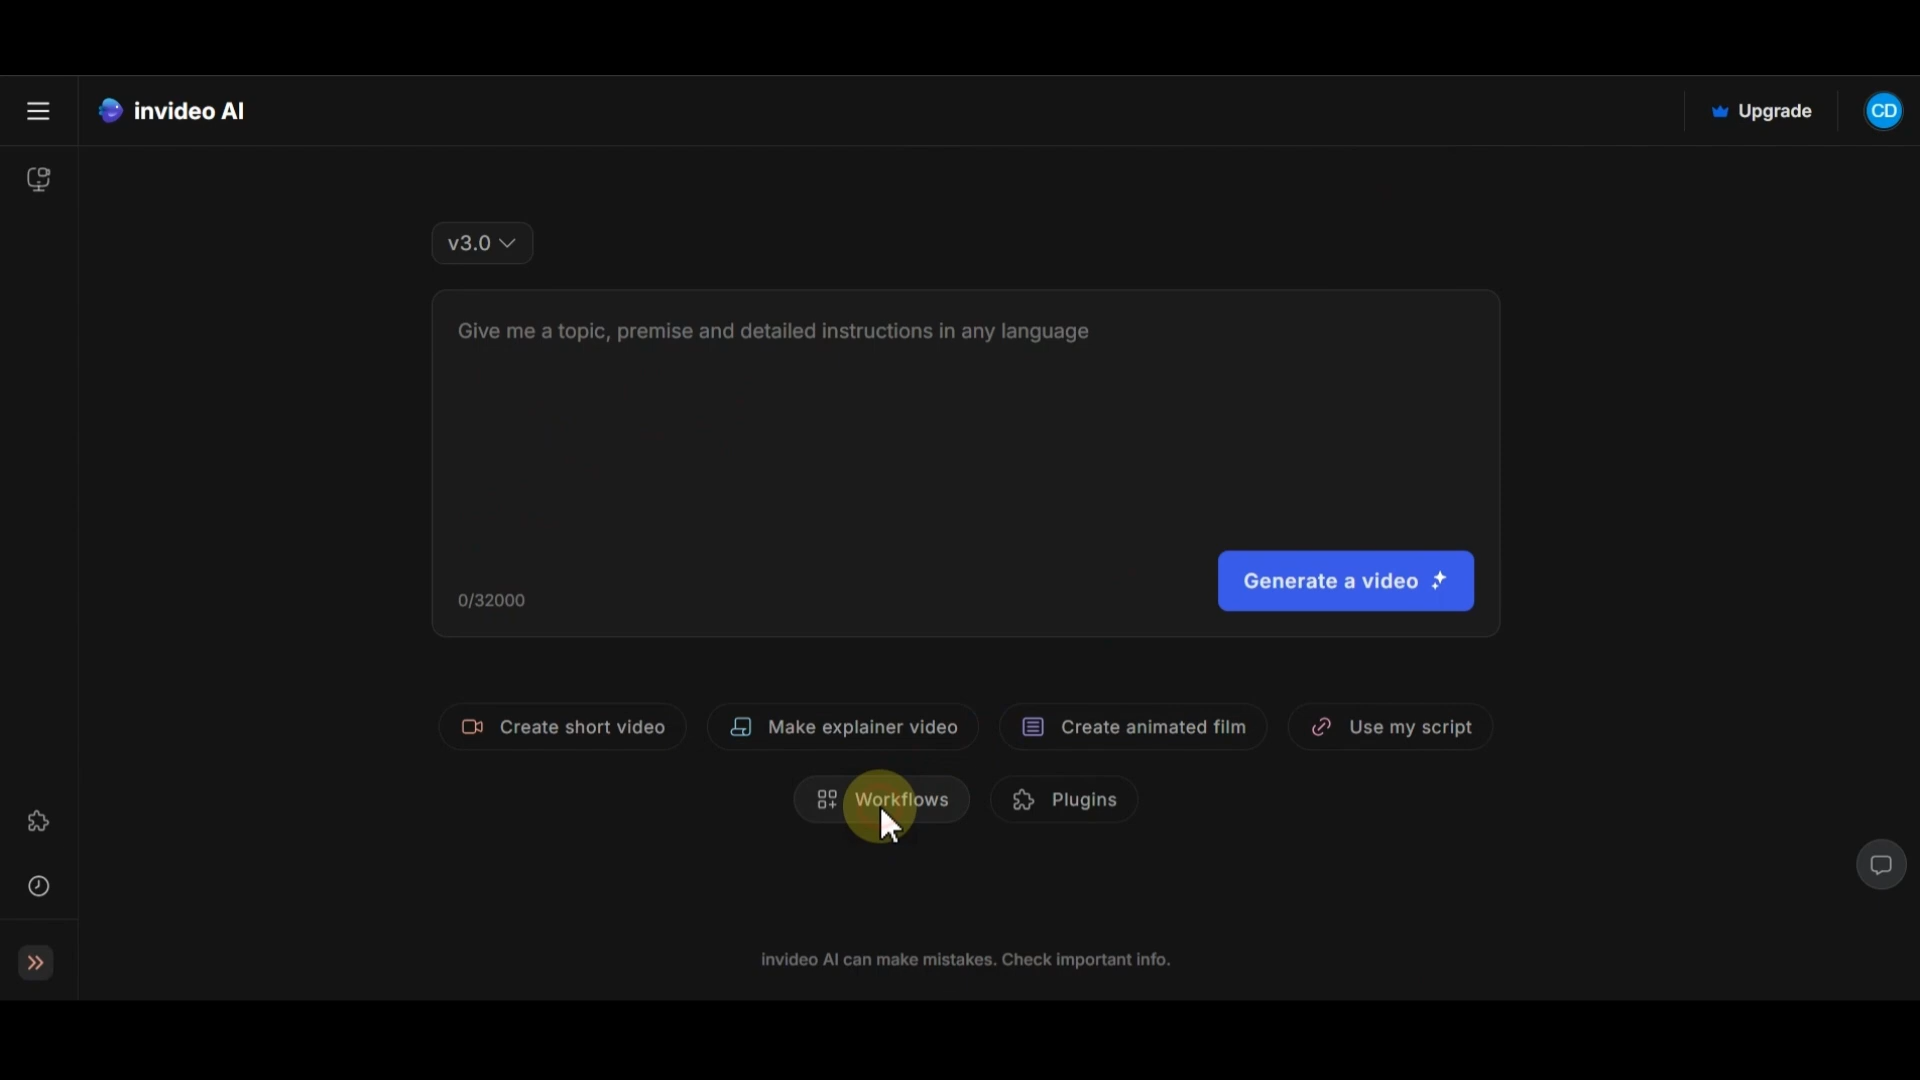 invideo AI
Upgrade
CD
v3.0
Give me a topic, premise and detailed instructions in any language
0/32000
Generate a video
Create short video
Make explainer video
Create animated film
Use my script
Workflows
Plugins
invideo AI can make mistakes. Check important info.